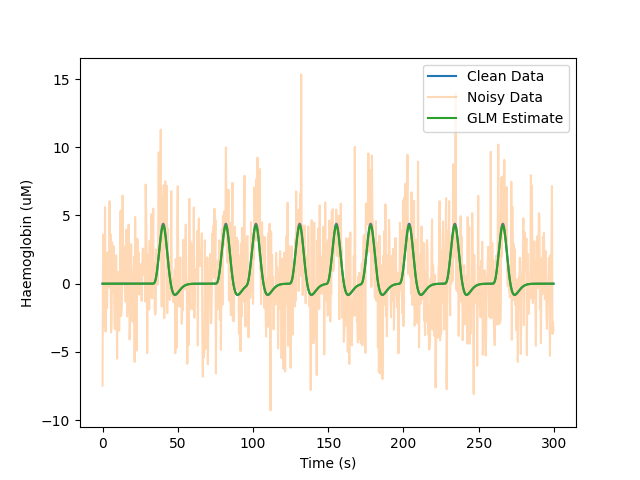 Clean Data
Noisy Data
GLM Estimate
Haemoglobin (uM)
15
10
5
0
−5
−10
0 50 100 150 200 250 300
Time (s)